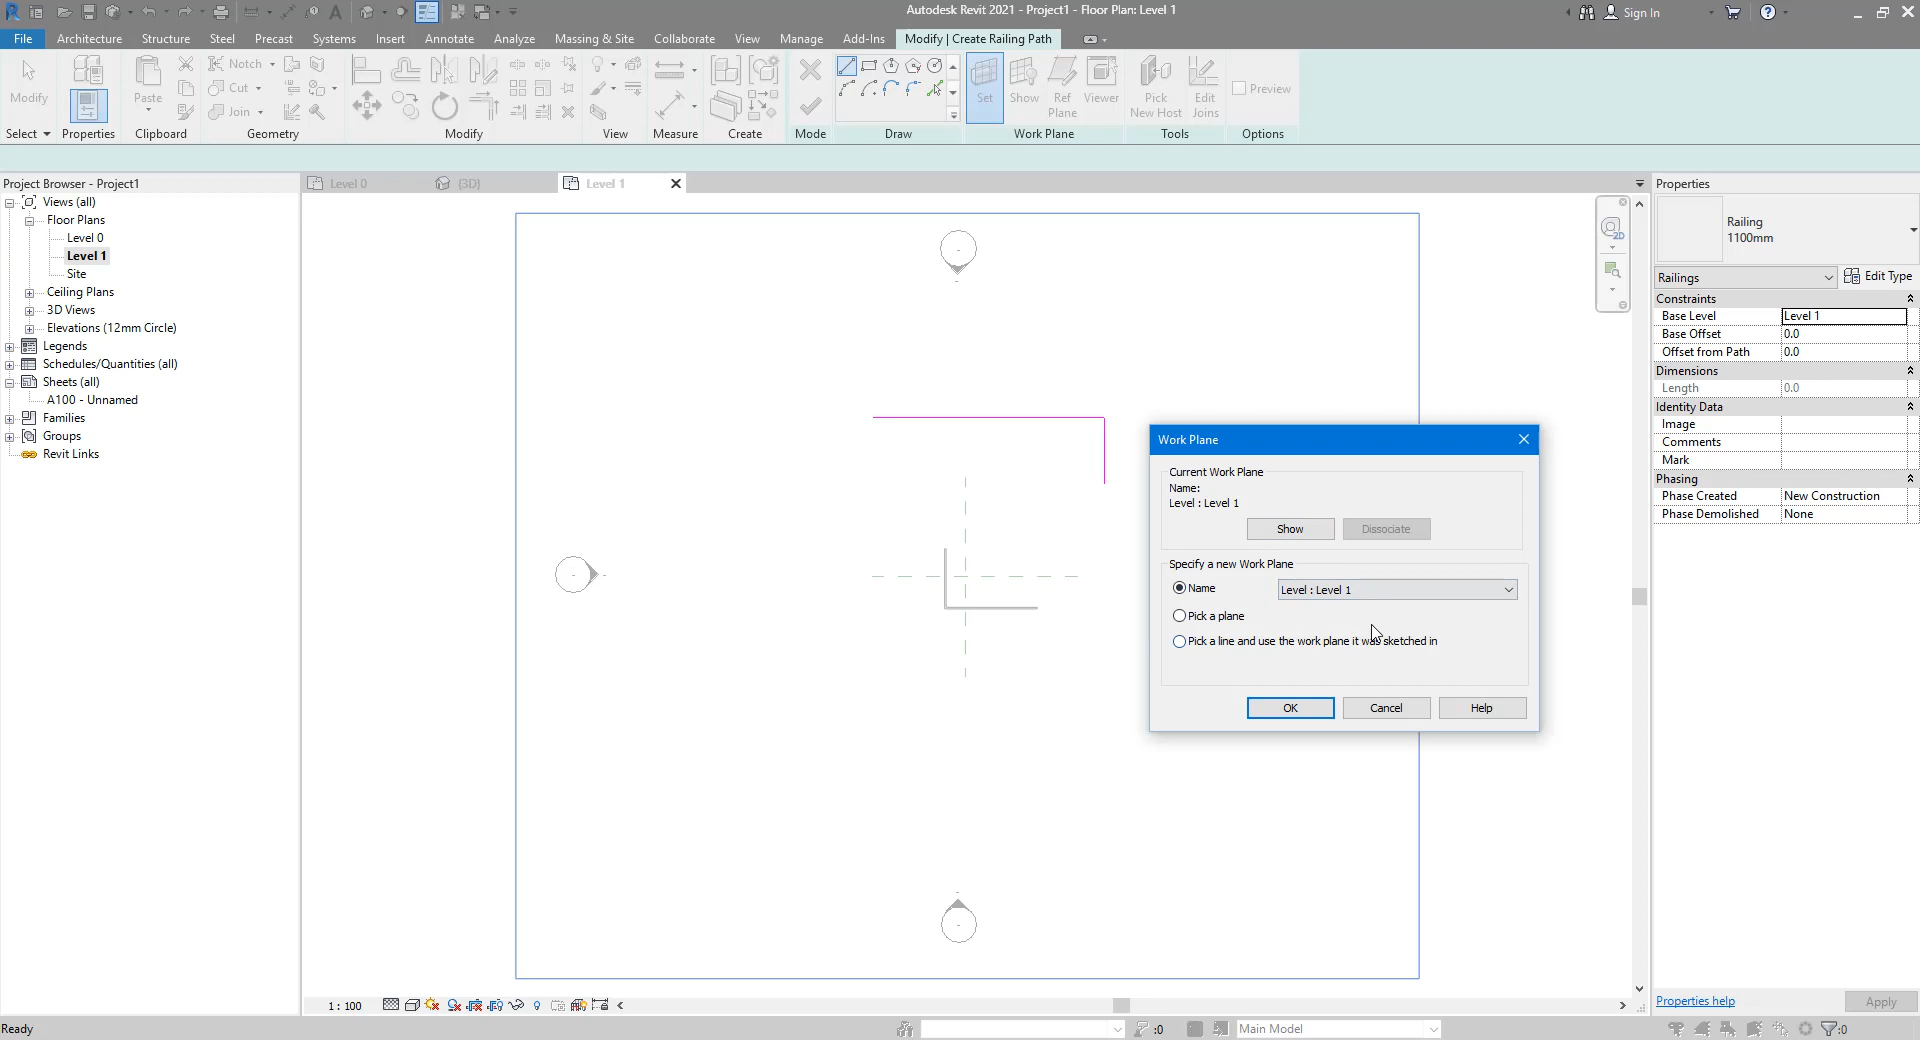 Autodesk Revit 2021 - Project1 - Floor Plan: Level 1
Sign In
File
Architecture
Structure
Steel
Precast
Systems
Insert
Annotate
Analyze
Massing & Site
Collaborate
View
Manage
Add-Ins
Modify | Create Railing Path
Modify
Paste
Notch
Cut
Join
Set
Show
Ref
Plane
Viewer
Pick
New Host
Edit
Joins
Preview
Select
Properties
Clipboard
Geometry
Modify
View
Measure
Create
Mode
Draw
Work Plane
Tools
Options
Project Browser - Project1
Views (all)
Floor Plans
Level 0
Level 1
Site
Ceiling Plans
3D Views
Elevations (12mm Circle)
Legends
Schedules/Quantities (all)
Sheets (all)
A100 - Unnamed
Families
Groups
Revit Links
Level 0
(3D)
Level 1
2D
Work Plane
Current Work Plane
Name:
Level : Level 1
Show
Dissociate
Specify a new Work Plane
Name
Level : Level 1
Pick a plane
Pick a line and use the work plane it was sketched in
OK
Cancel
Help
Properties
Railing
1100mm
Railings
Edit Type
Constraints
Base Level
Level 1
Base Offset
0.0
Offset from Path
0.0
Dimensions
Length
0.0
Identity Data
Image
Comments
Mark
Phasing
Phase Created
New Construction
Phase Demolished
None
Properties help
Apply
1 : 100
Ready
:0
Main Model
:0